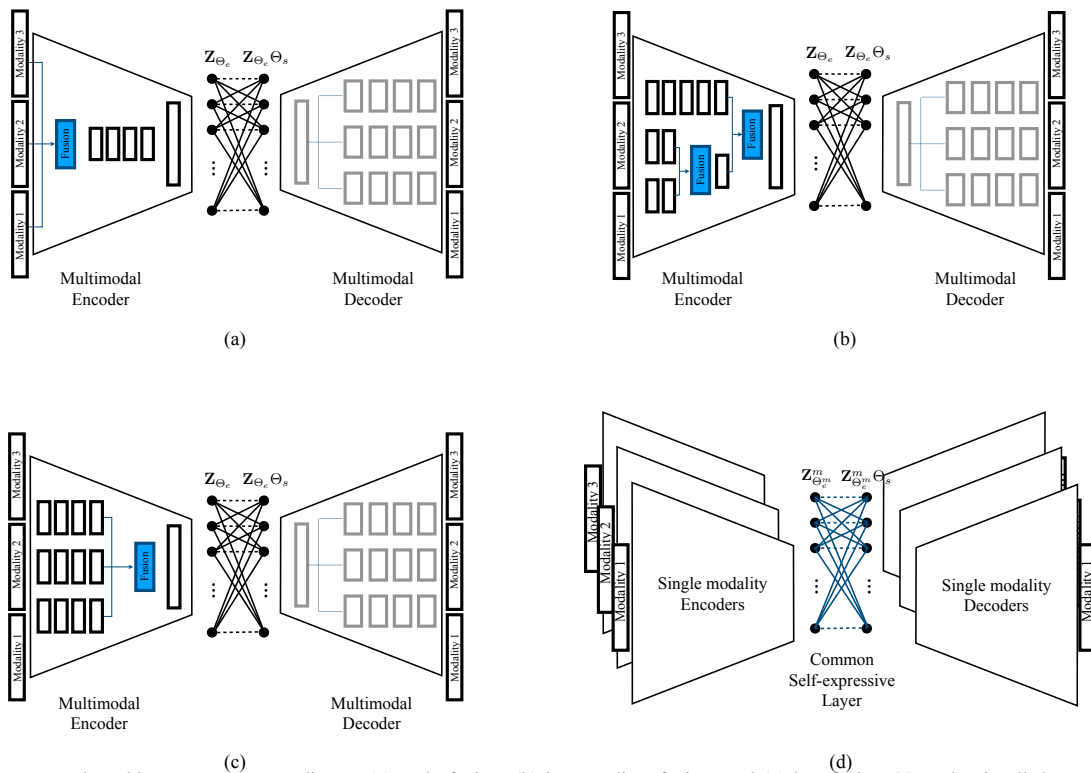 Modality 3
Modality 2
Modality 1
Fusion
Z_{Θ_e} Z_{Θ_e}Θ_s
Modality 3
Modality 2
Modality 1
Multimodal
Encoder
Multimodal
Decoder
(a)
Modality 3
Modality 2
Modality 1
Fusion
Fusion
Z_{Θ_e} Z_{Θ_e}Θ_s
Modality 3
Modality 2
Modality 1
Multimodal
Encoder
Multimodal
Decoder
(b)
Modality 3
Modality 2
Modality 1
Fusion
Z_{Θ_e} Z_{Θ_e}Θ_s
Modality 3
Modality 2
Modality 1
Multimodal
Encoder
Multimodal
Decoder
(c)
Modality 3
Modality 2
Modality 1
Single modality
Encoders
Z^m_{Θ^m_e} Z^m_{Θ^m_e}Θ_s
Common
Self-expressive
Layer
Single modality
Decoders
Modality 1
(d)